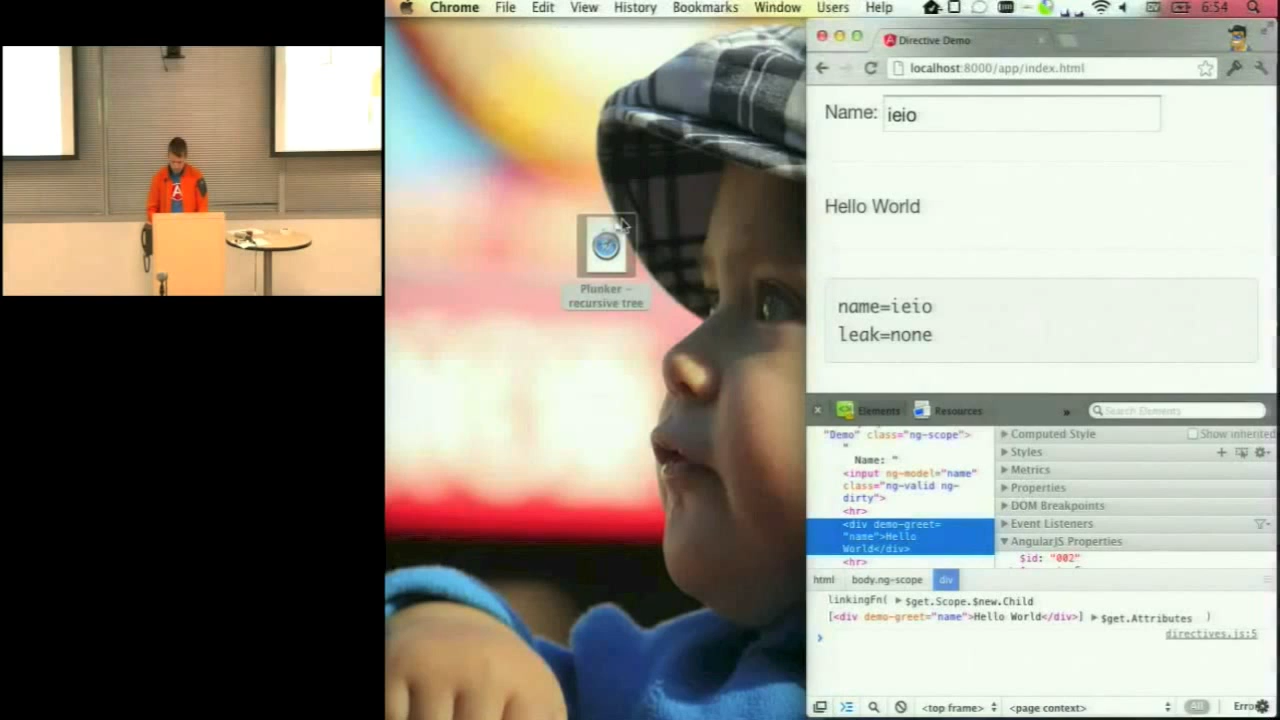 Chrome File Edit View History Bookmarks Window Users Help 6:54
Directive Demo
localhost:8000/app/index.html
Name: ieio
Hello World
Plunker –
recursive tree
name=ieio
leak=none
Elements Resources » Search Elements
"Demo" class="ng-scope">
"
Name: "
<input ng-model="name"
class="ng-valid ng-
dirty">
<hr>
<div demo-greet=
"name">Hello
World</div>
<hr>
Computed Style Show inherited
Styles
Metrics
Properties
DOM Breakpoints
Event Listeners
AngularJS Properties
$id: "002"
html body.ng-scope div
linkingFn( ▶ $get.Scope.$new.Child
[<div demo-greet="name">Hello World</div>] ▶ $get.Attributes )
directives.js:5
<top frame> <page context> All Erro